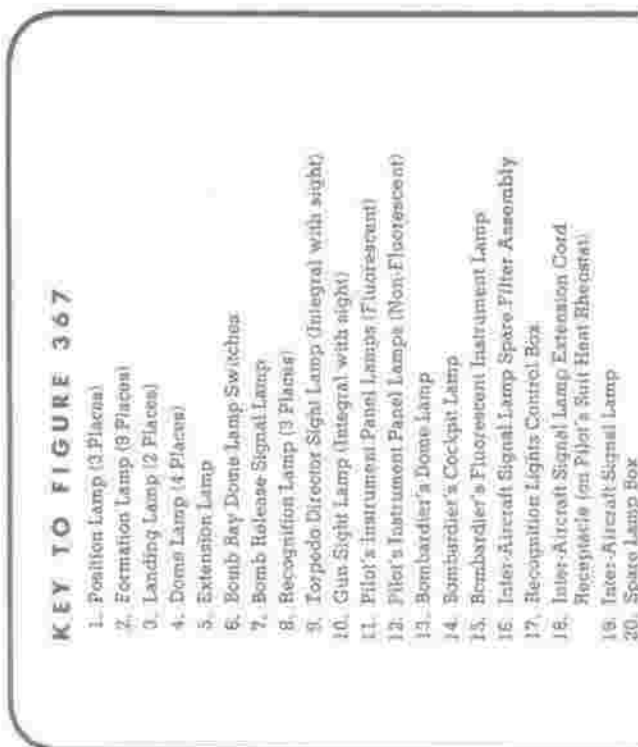 KEY TO FIGURE 367
1. Position Lamp (3 Places)
2. Formation Lamp (9 Places)
3. Landing Lamp (2 Places)
4. Dome Lamp (4 Places)
5. Extension Lamp
6. Bomb Bay Dome Lamp Switches
7. Bomb Release Signal Lamp
8. Recognition Lamp (3 Places)
9. Torpedo Director Sight Lamp (Integral with sight)
10. Gun Sight Lamp (Integral with sight)
11. Pilot's Instrument Panel Lamps (Fluorescent)
12. Pilot's Instrument Panel Lamps (Non-Fluorescent)
13. Bombardier's Dome Lamp
14. Bombardier's Cockpit Lamp
15. Bombardier's Fluorescent Instrument Lamp
16. Inter-Aircraft Signal Lamp Spare Filter Assembly
17. Recognition Lights Control Box
18. Inter-Aircraft Signal Lamp Extension Cord
Receptacle (on Pilot's Suit Heat Rheostat)
19. Inter-Aircraft Signal Lamp
20. Spare Lamp Box